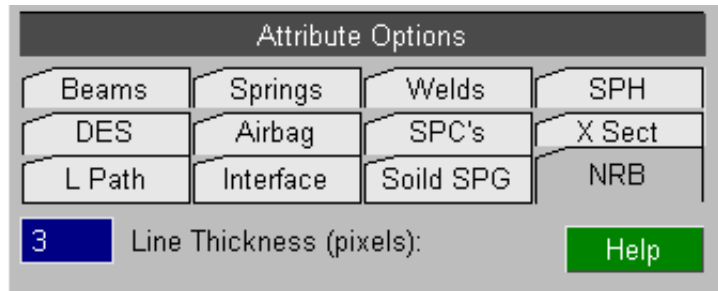 Attribute Options
Beams Springs Welds SPH
DES Airbag SPC's X Sect
L Path Interface Soild SPG NRB
3 Line Thickness (pixels): Help